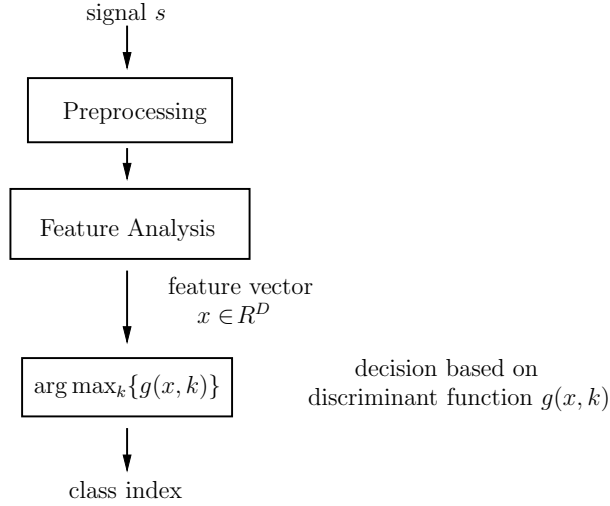 signal s
Preprocessing
Feature Analysis
feature vector
x ∈ R^D
arg max_k{g(x, k)}
decision based on
discriminant function g(x, k)
class index